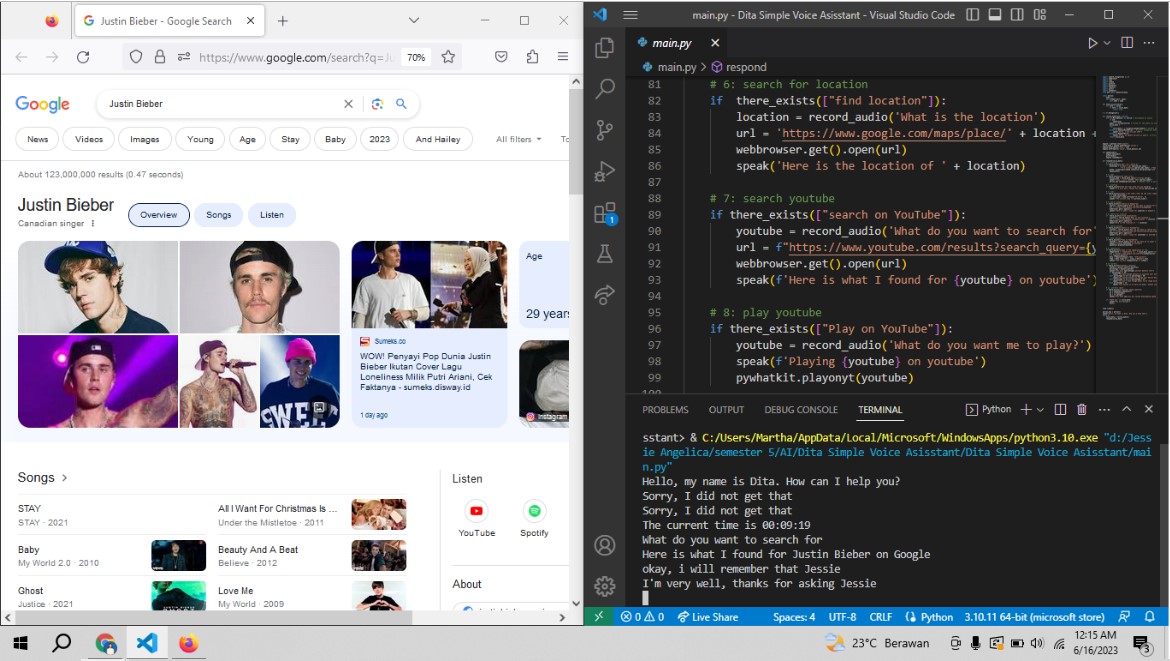 Justin Bieber - Google Search
https://www.google.com/search?q=Ju
70%
Google
Justin Bieber
News
Videos
Images
Young
Age
Stay
Baby
2023
And Hailey
All filters
To
About 123,000,000 results (0.47 seconds)
Justin Bieber
Canadian singer
Overview
Songs
Listen
Sumeks.co
WOW! Penyayi Pop Dunia Justin
Bieber Ikutan Cover Lagu
Loneliness Milik Putri Ariani, Cek
Faktanya - sumeks.disway.id
1 day ago
Age
29 years
Instagram
SWEE
Songs
STAY
STAY · 2021
All I Want For Christmas Is ...
Under the Mistletoe · 2011
Baby
My World 2.0 · 2010
Beauty And A Beat
Believe · 2012
Ghost
Justice · 2021
Love Me
My World · 2009
Listen
YouTube
Spotify
About
main.py - Dita Simple Voice Asisstant - Visual Studio Code
main.py
main.py > respond
81 # 6: search for location
82 if there_exists(["find location"]):
83 location = record_audio('What is the location')
84 url = 'https://www.google.com/maps/place/' + location +
85 webbrowser.get().open(url)
86 speak('Here is the location of ' + location)
87
88 # 7: search youtube
89 if there_exists(["search on YouTube"]):
90 youtube = record_audio('What do you want to search for'
91 url = f"https://www.youtube.com/results?search_query={y
92 webbrowser.get().open(url)
93 speak(f'Here is what I found for {youtube} on youtube')
94
95 # 8: play youtube
96 if there_exists(["Play on YouTube"]):
97 youtube = record_audio('What do you want me to play?')
98 speak(f'Playing {youtube} on youtube')
99 pywhatkit.playonyt(youtube)
100
1
PROBLEMS OUTPUT DEBUG CONSOLE TERMINAL
Python
sstant> & C:/Users/Martha/AppData/Local/Microsoft/WindowsApps/python3.10.exe "d:/Jess
ie Angelica/semester 5/AI/Dita Simple Voice Asisstant/Dita Simple Voice Asisstant/mai
n.py"
Hello, my name is Dita. How can I help you?
Sorry, I did not get that
Sorry, I did not get that
The current time is 00:09:19
What do you want to search for
Here is what I found for Justin Bieber on Google
okay, i will remember that Jessie
I'm very well, thanks for asking Jessie
0 0 Live Share
Spaces: 4 UTF-8 CRLF Python 3.10.11 64-bit (microsoft store)
23°C Berawan
12:15 AM
6/16/2023
3